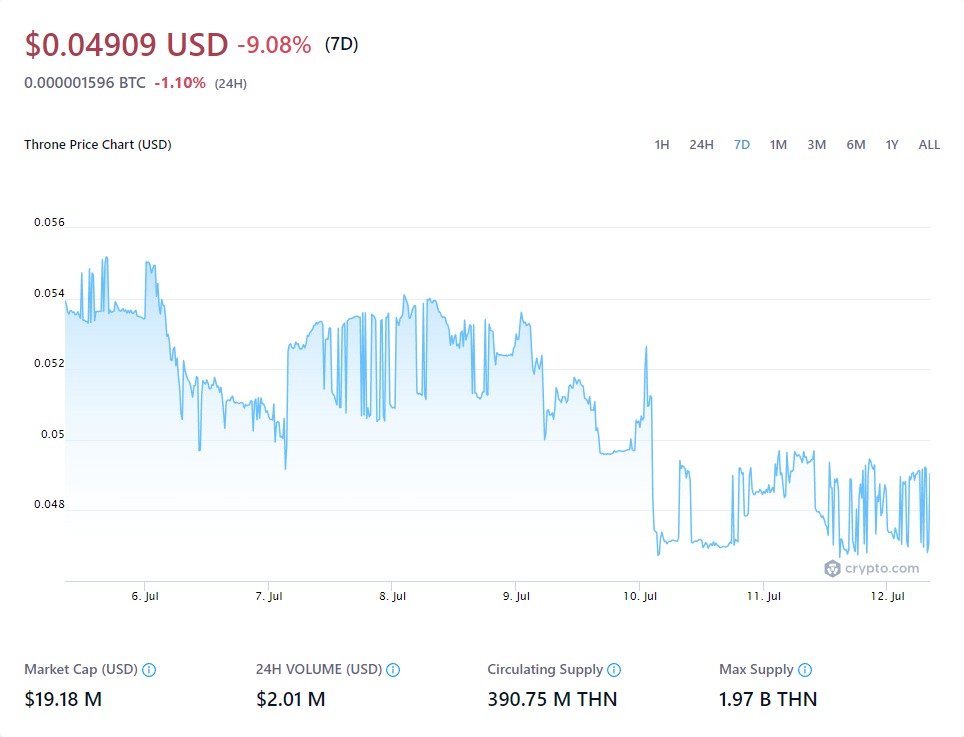 $0.04909 USD -9.08% (7D)
0.000001596 BTC -1.10% (24H)
Throne Price Chart (USD)
1H 24H 7D 1M 3M 6M 1Y ALL
0.056
0.054
0.052
0.05
0.048
crypto.com
6. Jul 7. Jul 8. Jul 9. Jul 10. Jul 11. Jul 12. Jul
Market Cap (USD) 24H VOLUME (USD) Circulating Supply Max Supply
$19.18 M $2.01 M 390.75 M THN 1.97 B THN